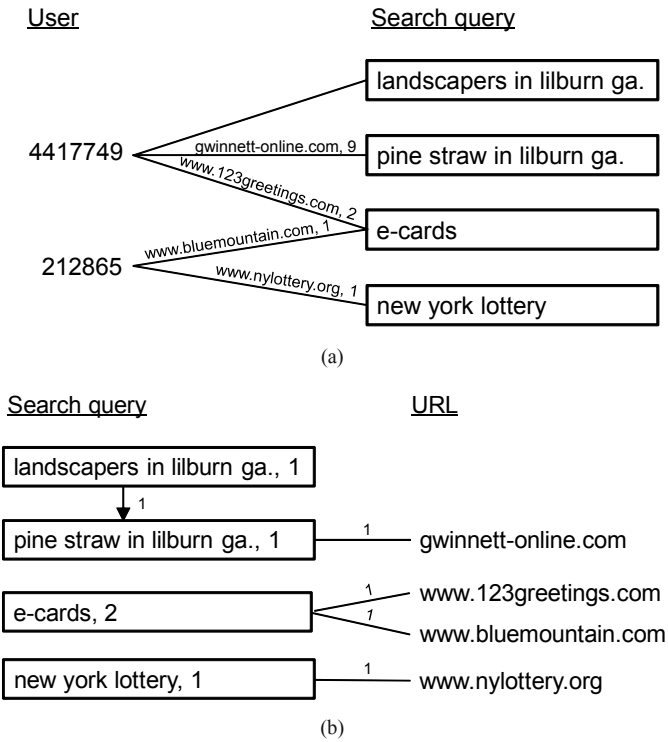 User Search query
landscapers in lilburn ga.
4417749 gwinnett-online.com, 9 pine straw in lilburn ga.
www.123greetings.com, 2
www.bluemountain.com, 1 e-cards
212865
www.nylottery.org, 1 new york lottery
(a)
Search query URL
landscapers in lilburn ga., 1
1
pine straw in lilburn ga., 1 1 gwinnett-online.com
1 www.123greetings.com
e-cards, 2
1 www.bluemountain.com
new york lottery, 1 1 www.nylottery.org
(b)